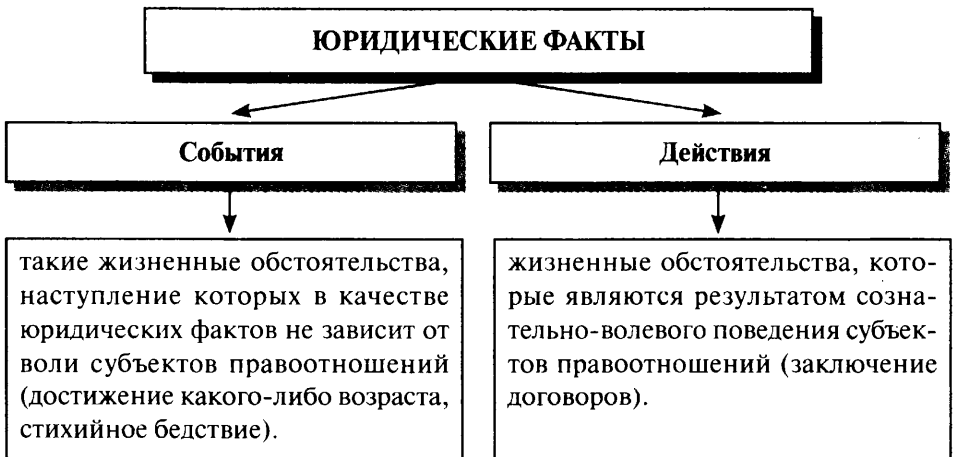 ЮРИДИЧЕСКИЕ ФАКТЫ
События
Действия
такие жизненные обстоятельства,
наступление которых в качестве
юридических фактов не зависит от
воли субъектов правоотношений
(достижение какого-либо возраста,
стихийное бедствие).
жизненные обстоятельства, кото-
рые являются результатом созна-
тельно-волевого поведения субъек-
тов правоотношений (заключение
договоров).